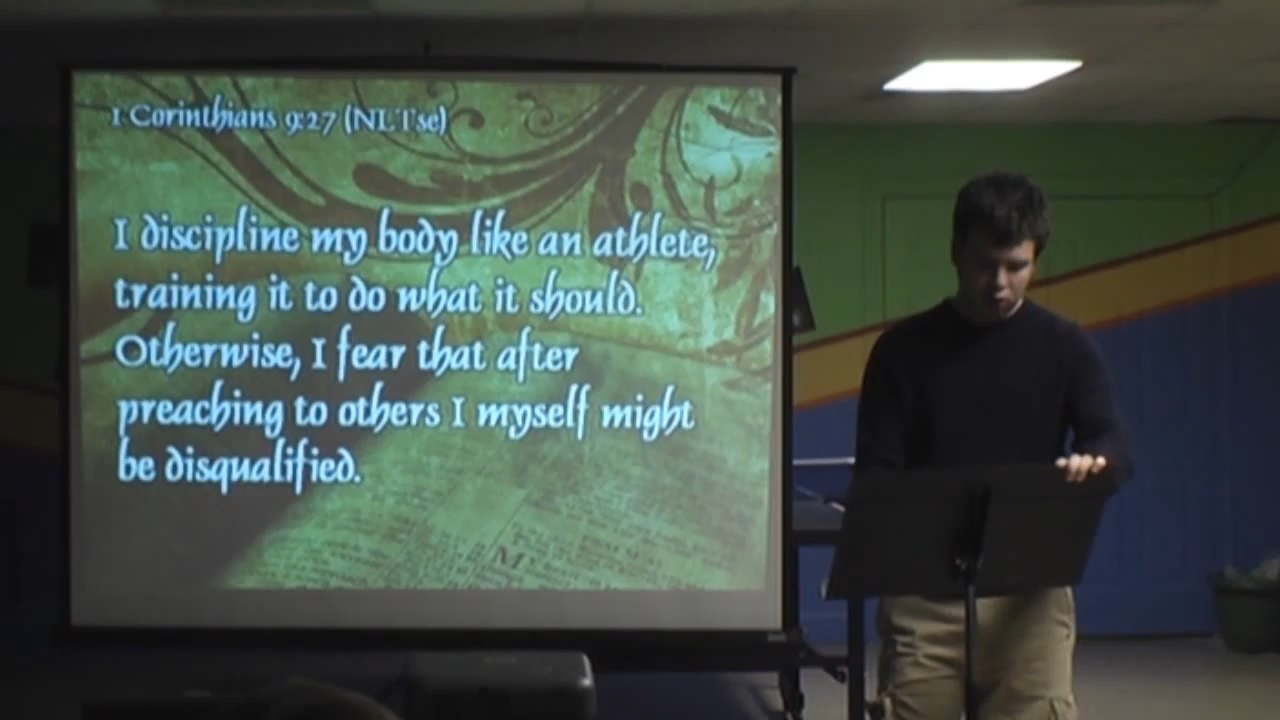 1 Corinthians 9:27 (NLTse)
I discipline my body like an athlete,
training it to do what it should.
Otherwise, I fear that after
preaching to others I myself might
be disqualified.